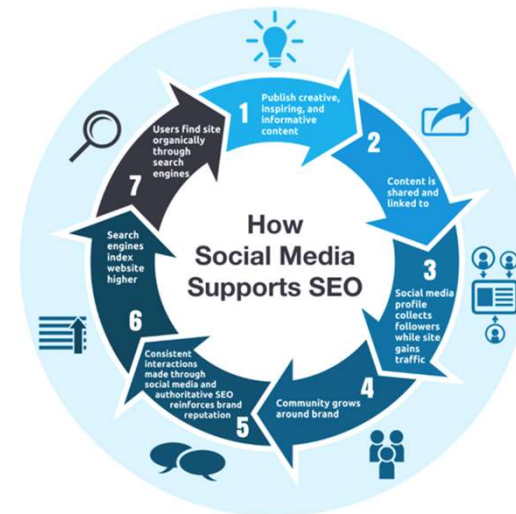 How
Social Media
Supports SEO
1
Publish creative,
inspiring, and
informative
content
2
Content is
shared and
linked to
3
Social media
profile
collects
followers
while site
gains
traffic
4
Community grows
around brand
5
Consistent
interactions
made through
social media and
authoritative SEO
reinforces brand
reputation
6
Search
engines
index
website
higher
7
Users find site
organically
through
search
engines